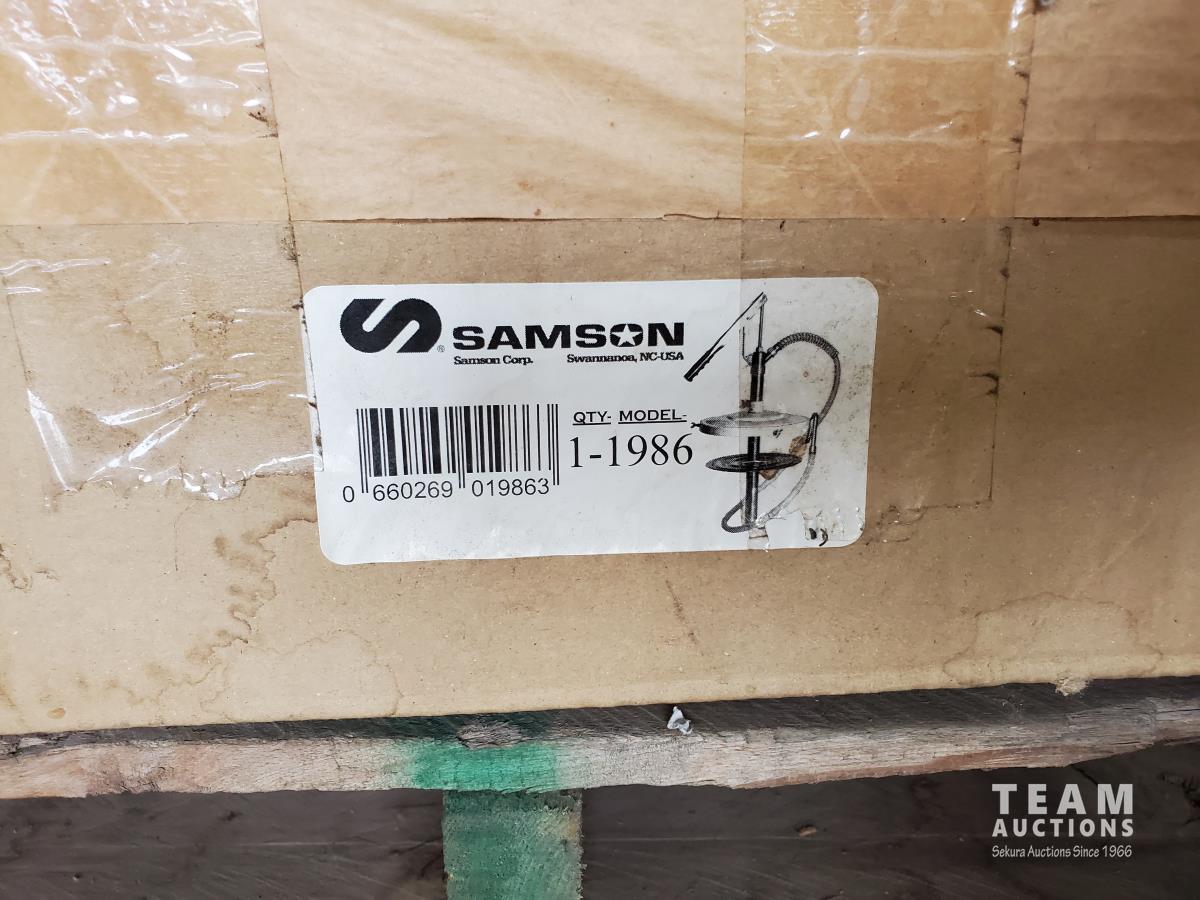 SAMSON
Samson Corp. Swannanoa, NC-USA
QTY- MODEL-
1-1986
0 660269 019863
TEAM
AUCTIONS
Sekura Auctions Since 1966